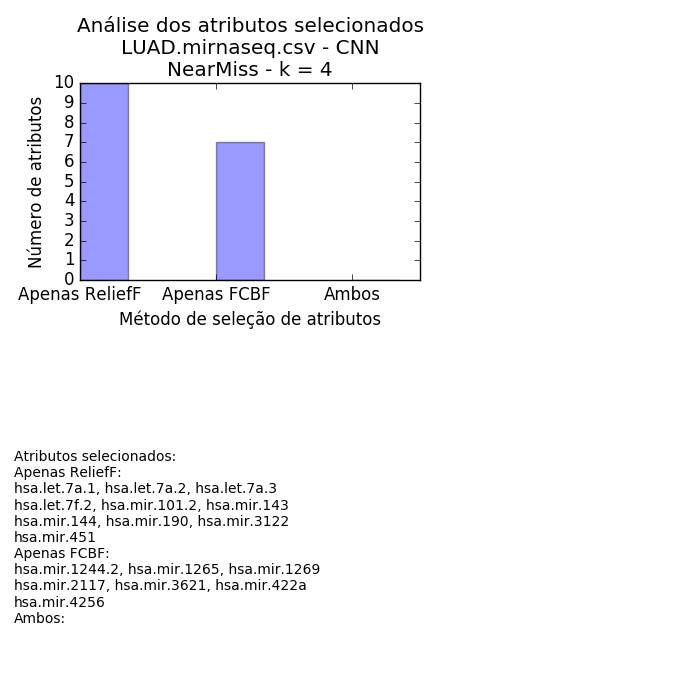 Análise dos atributos selecionados
LUAD.mirnaseq.csv - CNN
NearMiss - k = 4
10
9
8
7
6
5
4
3
2
1
0
Número de atributos
Apenas ReliefF Apenas FCBF Ambos
Método de seleção de atributos
Atributos selecionados:
Apenas ReliefF:
hsa.let.7a.1, hsa.let.7a.2, hsa.let.7a.3
hsa.let.7f.2, hsa.mir.101.2, hsa.mir.143
hsa.mir.144, hsa.mir.190, hsa.mir.3122
hsa.mir.451
Apenas FCBF:
hsa.mir.1244.2, hsa.mir.1265, hsa.mir.1269
hsa.mir.2117, hsa.mir.3621, hsa.mir.422a
hsa.mir.4256
Ambos: